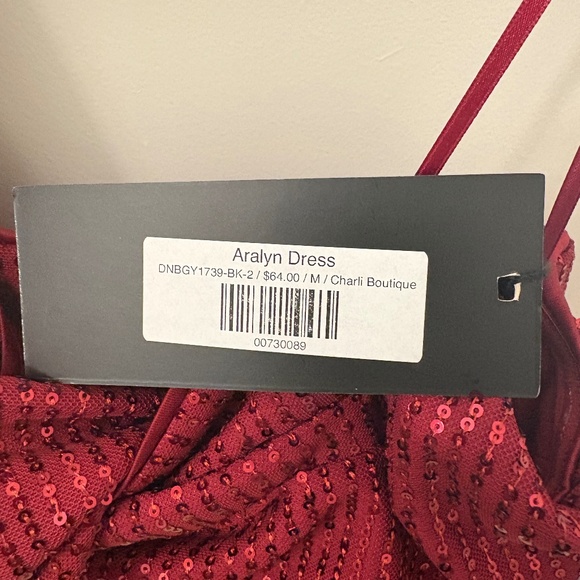 Aralyn Dress
DNBGY1739-BK-2 / $64.00 / M / Charli Boutique
00730089